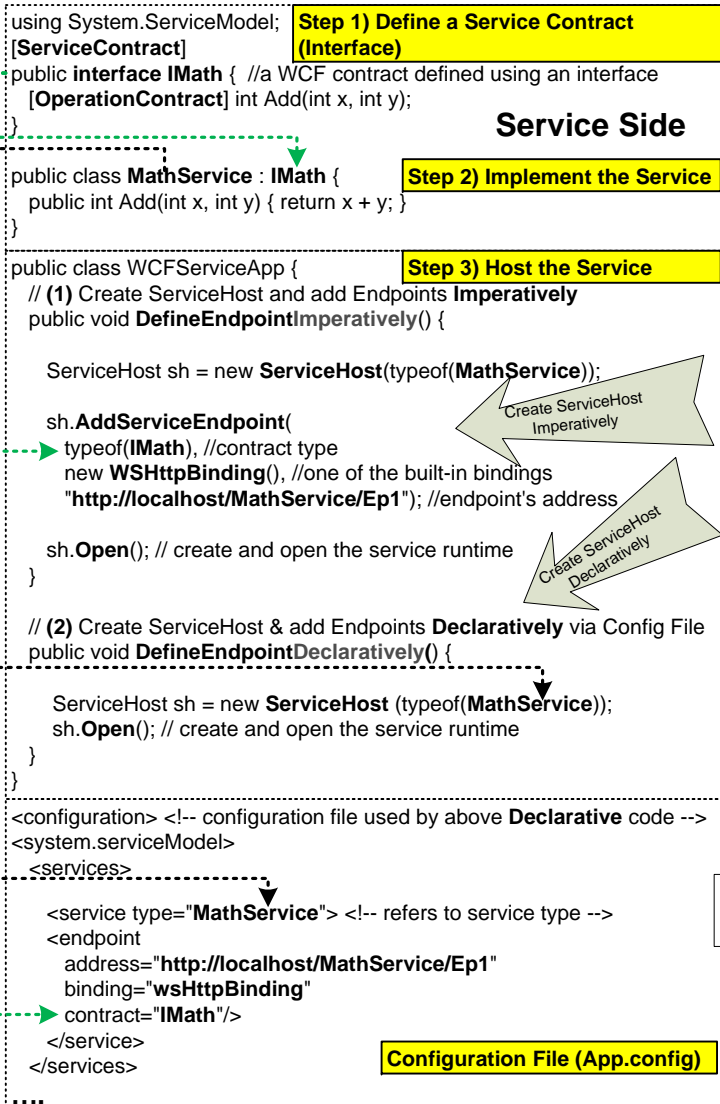 using System.ServiceModel;
Step 1) Define a Service Contract
(Interface)
[ServiceContract]
public interface IMath {  //a WCF contract defined using an interface
[OperationContract] int Add(int x, int y);
}
Service Side
public class MathService : IMath {
Step 2) Implement the Service
public int Add(int x, int y) { return x + y; }
}
public class WCFServiceApp {
Step 3) Host the Service
// (1) Create ServiceHost and add Endpoints Imperatively
public void DefineEndpointImperatively() {
ServiceHost sh = new ServiceHost(typeof(MathService));
Create ServiceHost
Imperatively
sh.AddServiceEndpoint(
typeof(IMath), //contract type
new WSHttpBinding(), //one of the built-in bindings
"http://localhost/MathService/Ep1"); //endpoint's address
Create ServiceHost
Declaratively
sh.Open(); // create and open the service runtime
}
// (2) Create ServiceHost & add Endpoints Declaratively via Config File
public void DefineEndpointDeclaratively() {
ServiceHost sh = new ServiceHost (typeof(MathService));
sh.Open(); // create and open the service runtime
}
}
<configuration> <!-- configuration file used by above Declarative code -->
<system.serviceModel>
<services>
<service type="MathService"> <!-- refers to service type -->
<endpoint
address="http://localhost/MathService/Ep1"
binding="wsHttpBinding"
contract="IMath"/>
</service>
</services>
Configuration File (App.config)
....